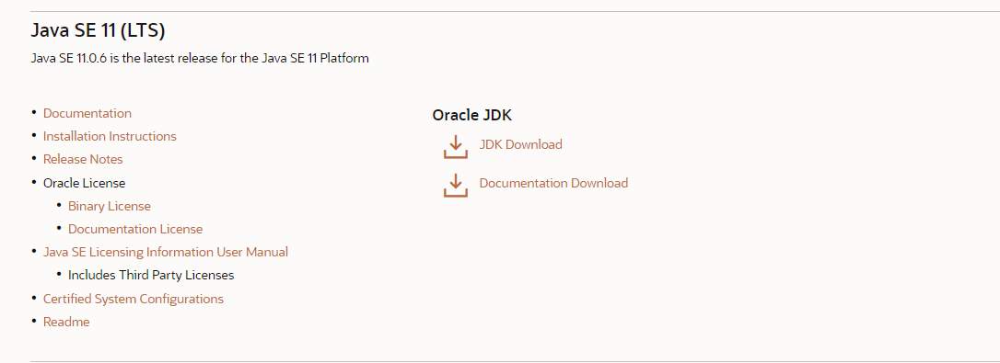 Java SE 11 (LTS)
Java SE 11.0.6 is the latest release for the Java SE 11 Platform
• Documentation
• Installation Instructions
• Release Notes
• Oracle License
• Binary License
• Documentation License
• Java SE Licensing Information User Manual
• Includes Third Party Licenses
• Certified System Configurations
• Readme
Oracle JDK
JDK Download
Documentation Download